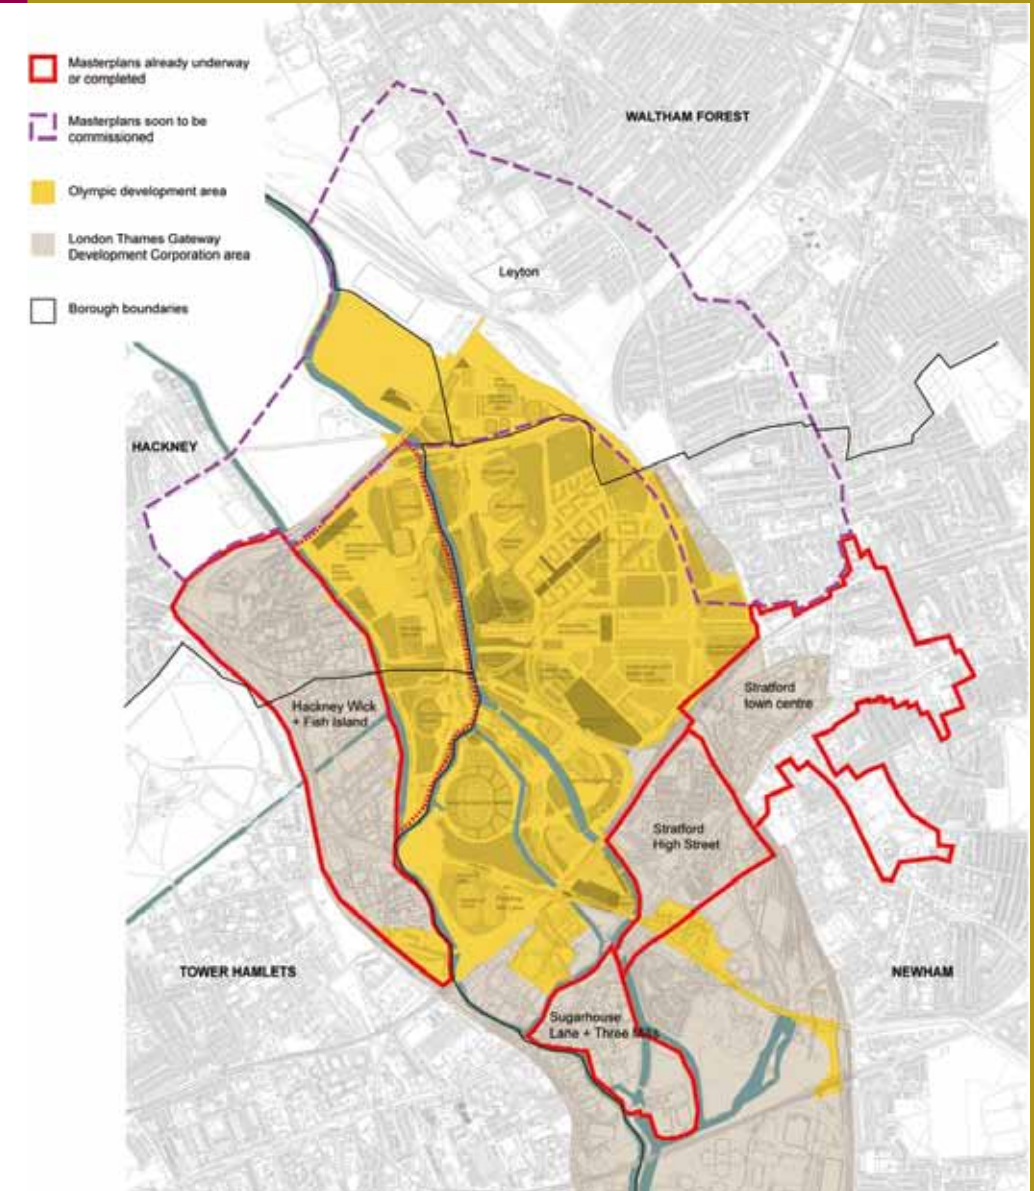 Masterplans already underway
or completed
Masterplans soon to be
commissioned
Olympic development area
London Thames Gateway
Development Corporation area
Borough boundaries
WALTHAM FOREST
Leyton
HACKNEY
Stratford
town centre
Hackney Wick
+ Fish Island
Stratford
High Street
TOWER HAMLETS
NEWHAM
Sugarhouse
Lane + Three Mills